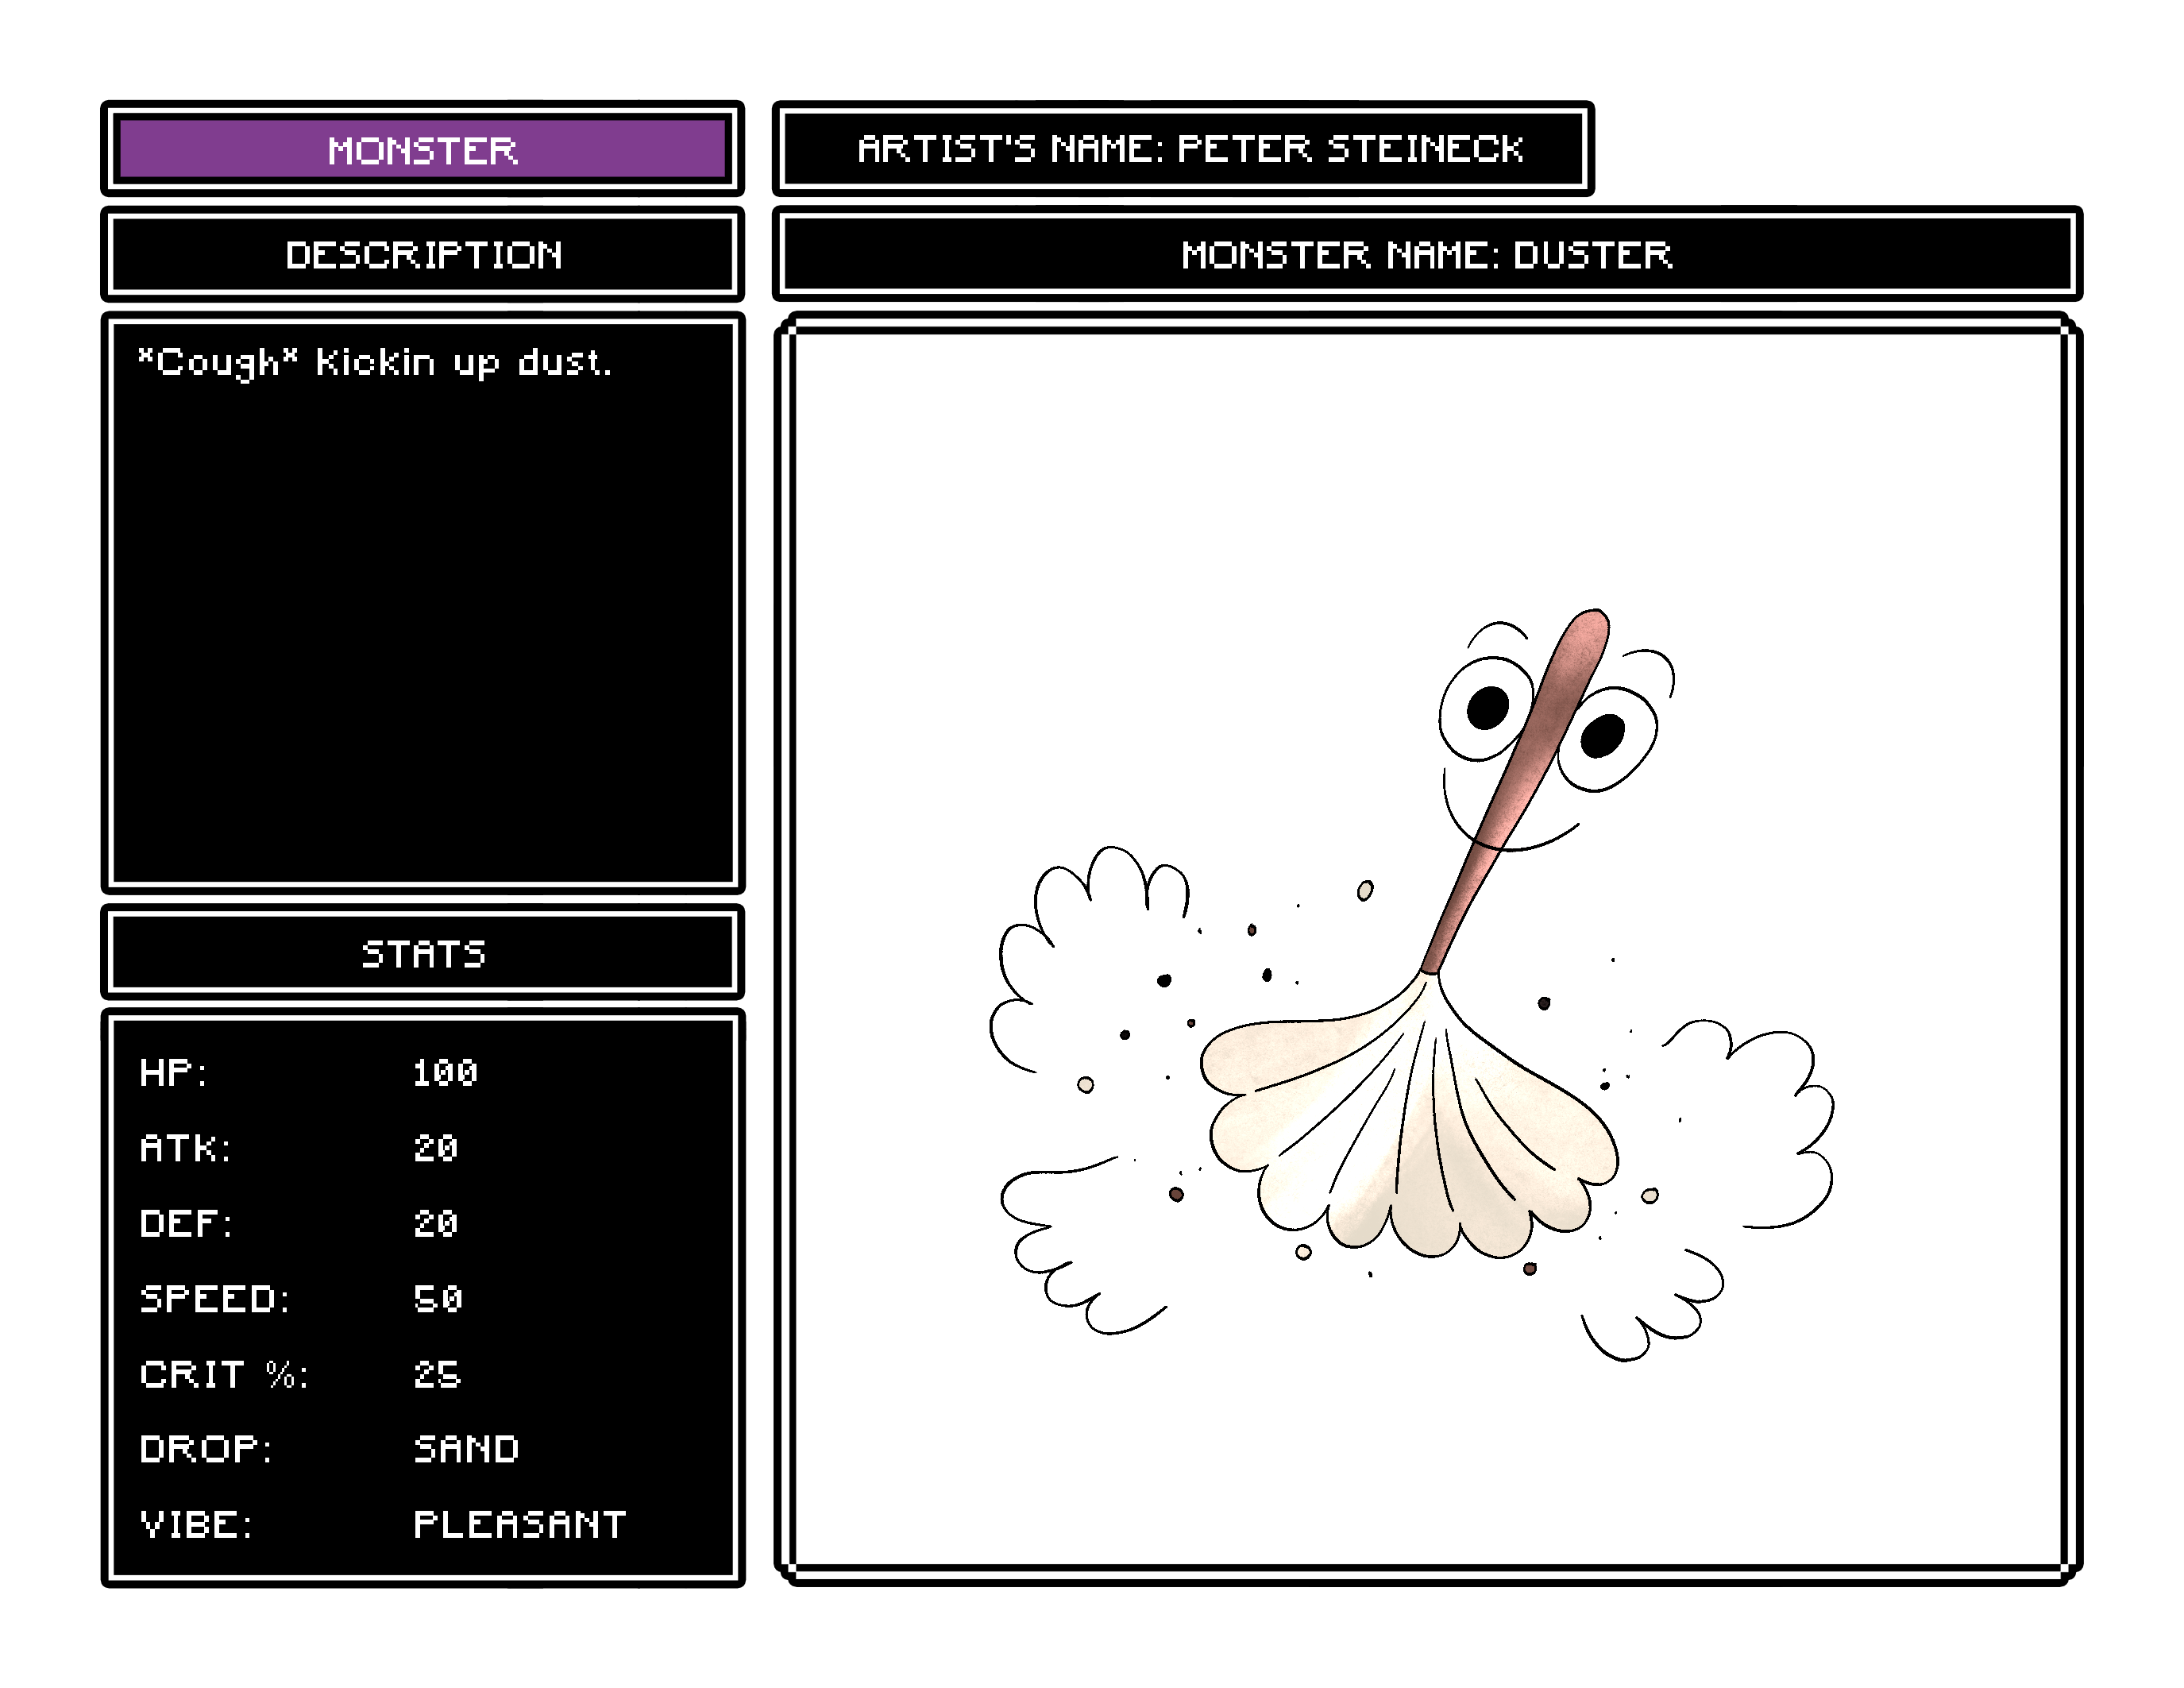 MONSTER
ARTIST'S NAME: PETER STEINECK
DESCRIPTION
MONSTER NAME: DUSTER
*Cough* Kickin up dust.
STATS
HP: 100
ATK: 20
DEF: 20
SPEED: 50
CRIT %: 25
DROP: SAND
VIBE: PLEASANT